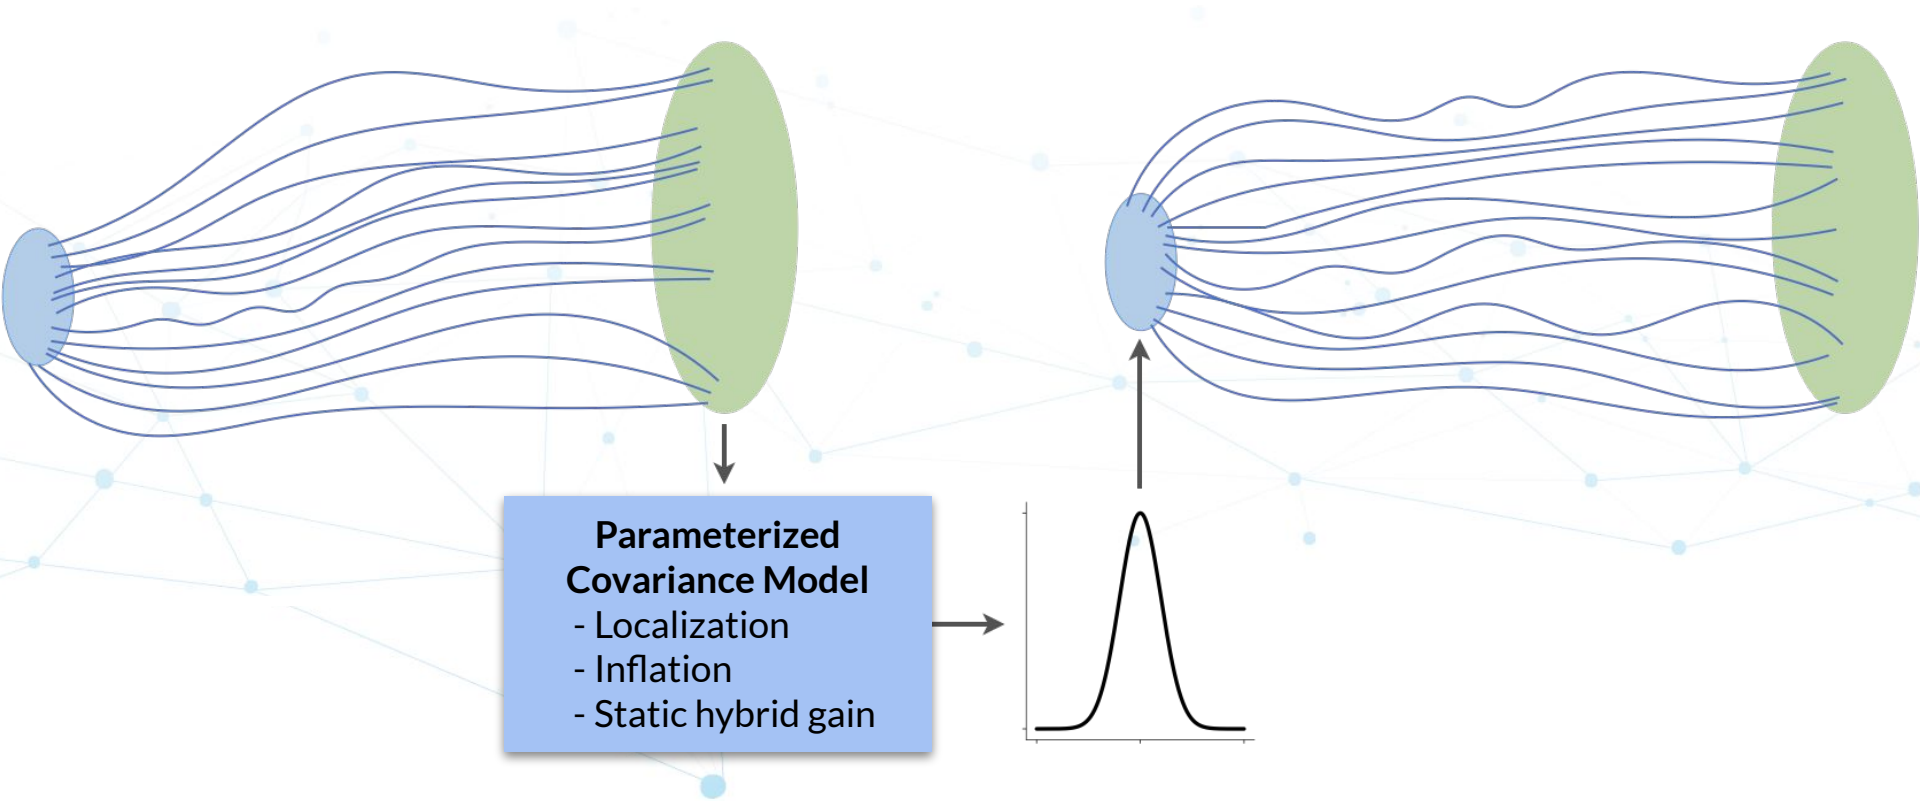 Parameterized
Covariance Model
- Localization
- Inflation
- Static hybrid gain